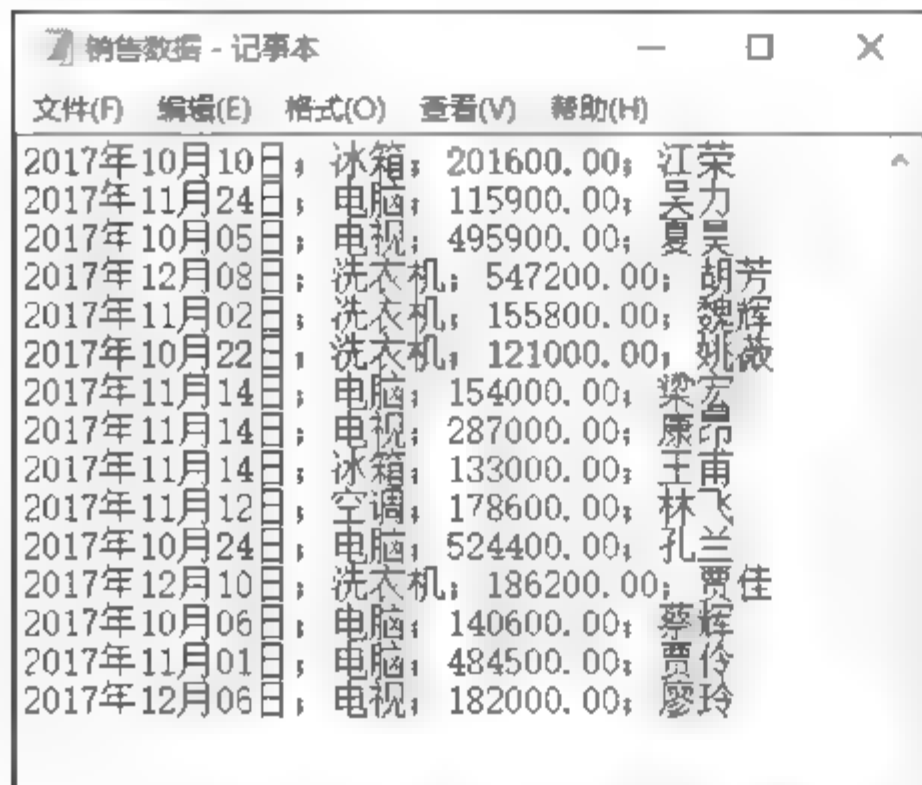 销售数据 - 记事本
文件(F) 编辑(E) 格式(O) 查看(V) 帮助(H)
2017年10月10日; 冰箱; 201600.00; 江荣
2017年11月24日; 电脑; 115900.00; 吴力
2017年10月05日; 电视; 495900.00; 夏吴
2017年12月08日; 洗衣机; 547200.00; 胡芳
2017年11月02日; 洗衣机; 155800.00; 魏辉
2017年10月22日; 洗衣机; 121000.00; 姚薇
2017年11月14日; 电脑; 154000.00; 梁宏
2017年11月14日; 电视; 287000.00; 康昂
2017年11月14日; 冰箱; 133000.00; 王甫
2017年11月12日; 空调; 178600.00; 林飞
2017年10月24日; 电脑; 524400.00; 孔兰
2017年12月10日; 洗衣机; 186200.00; 贾佳
2017年10月06日; 电脑; 140600.00; 蔡辉
2017年11月01日; 电脑; 484500.00; 贾伶
2017年12月06日; 电视; 182000.00; 廖玲